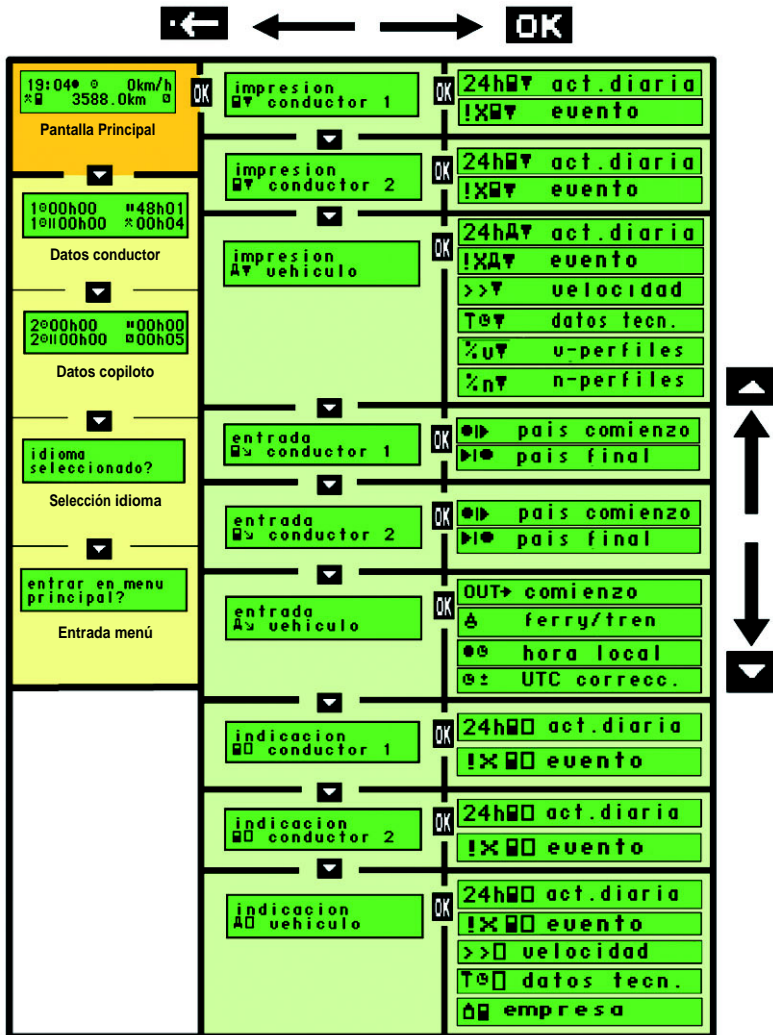 OK
19:04 0km/h
3588.0km
Pantalla Principal
1 00h00 48h01
1 00h00 00h04
Datos conductor
2 00h00 00h00
2 00h00 00h05
Datos copiloto
idioma
seleccionado?
Selección idioma
entrar en menu
principal?
Entrada menú
OK
impresion
conductor 1
OK
24h act.diaria
!X evento
impresion
conductor 2
OK
24h act.diaria
!X evento
impresion
vehiculo
OK
24h act.diaria
!X evento
>> velocidad
T datos tecn.
%v v-perfiles
%n n-perfiles
entrada
conductor 1
OK
pais comienzo
pais final
entrada
conductor 2
OK
pais comienzo
pais final
entrada
vehiculo
OK
OUT→ comienzo
ferry/tren
hora local
± UTC correcc.
indicacion
conductor 1
OK
24h act.diaria
!X evento
indicacion
conductor 2
OK
24h act.diaria
!X evento
indicacion
vehiculo
OK
24h act.diaria
!X evento
>> velocidad
T datos tecn.
empresa